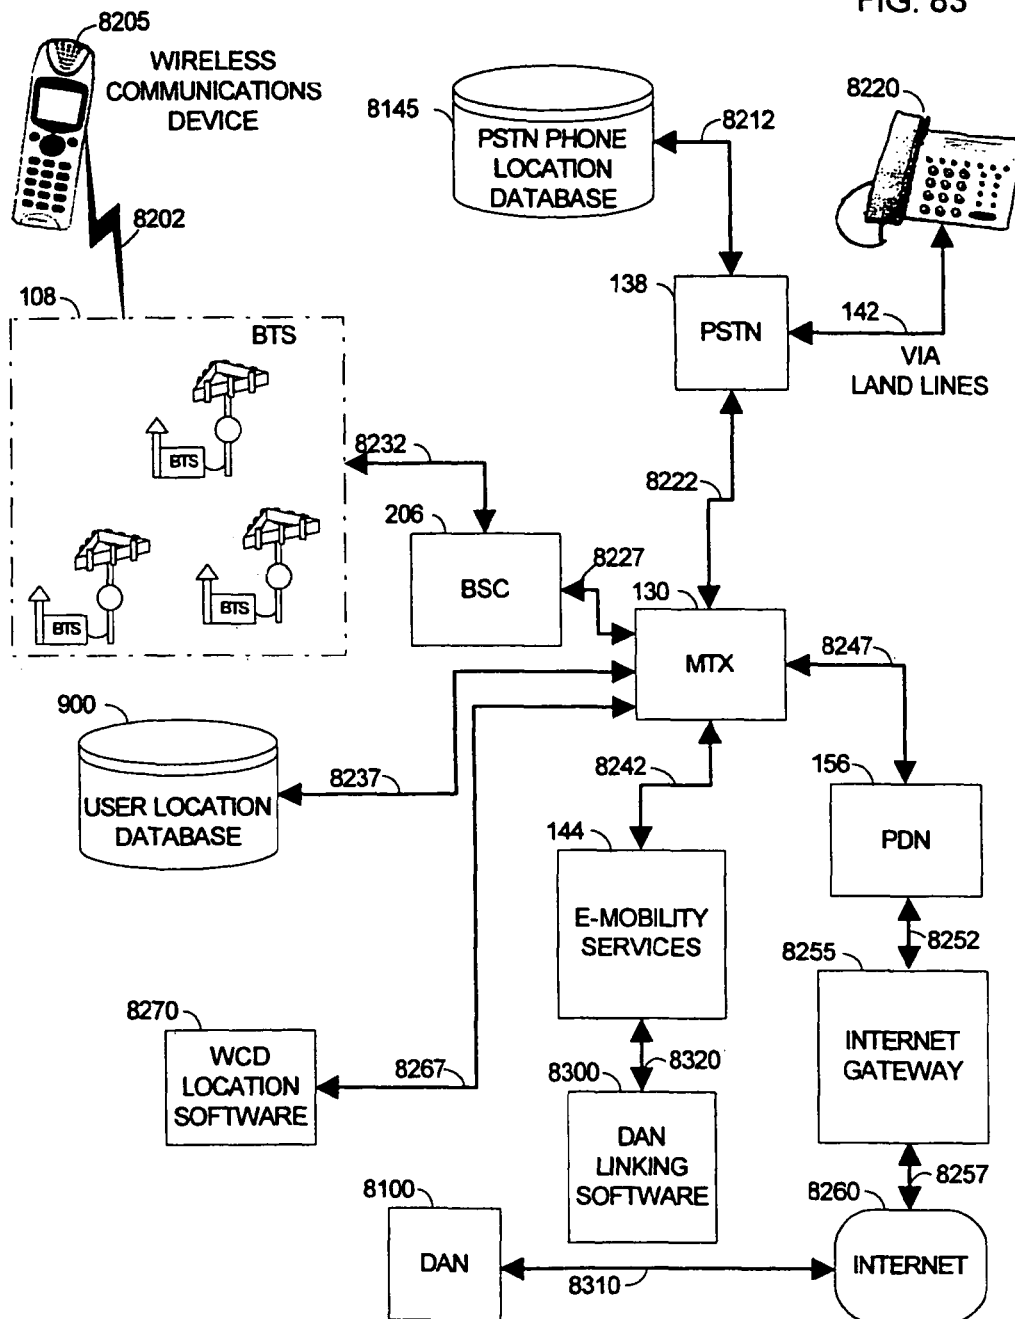 FIG. 83
8205
WIRELESS
COMMUNICATIONS
DEVICE
8202
8145
PSTN PHONE
LOCATION
DATABASE
8212
8220
138
PSTN
142
VIA
LAND LINES
108
BTS
BTS
BTS
BTS
8232
206
BSC
8227
8222
130
MTX
8247
900
USER LOCATION
DATABASE
8237
8242
156
PDN
144
E-MOBILITY
SERVICES
8252
8255
INTERNET
GATEWAY
8270
WCD
LOCATION
SOFTWARE
8267
8320
8300
DAN
LINKING
SOFTWARE
8257
8260
INTERNET
8100
DAN
8310